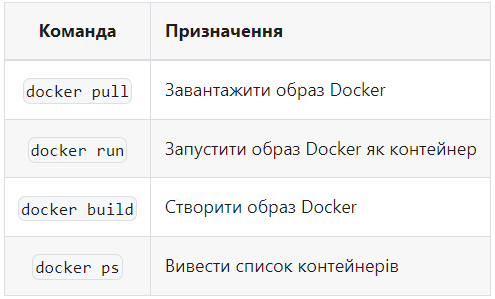 Команда Призначення
docker pull Завантажити образ Docker
docker run Запустити образ Docker як контейнер
docker build Створити образ Docker
docker ps Вивести список контейнерів